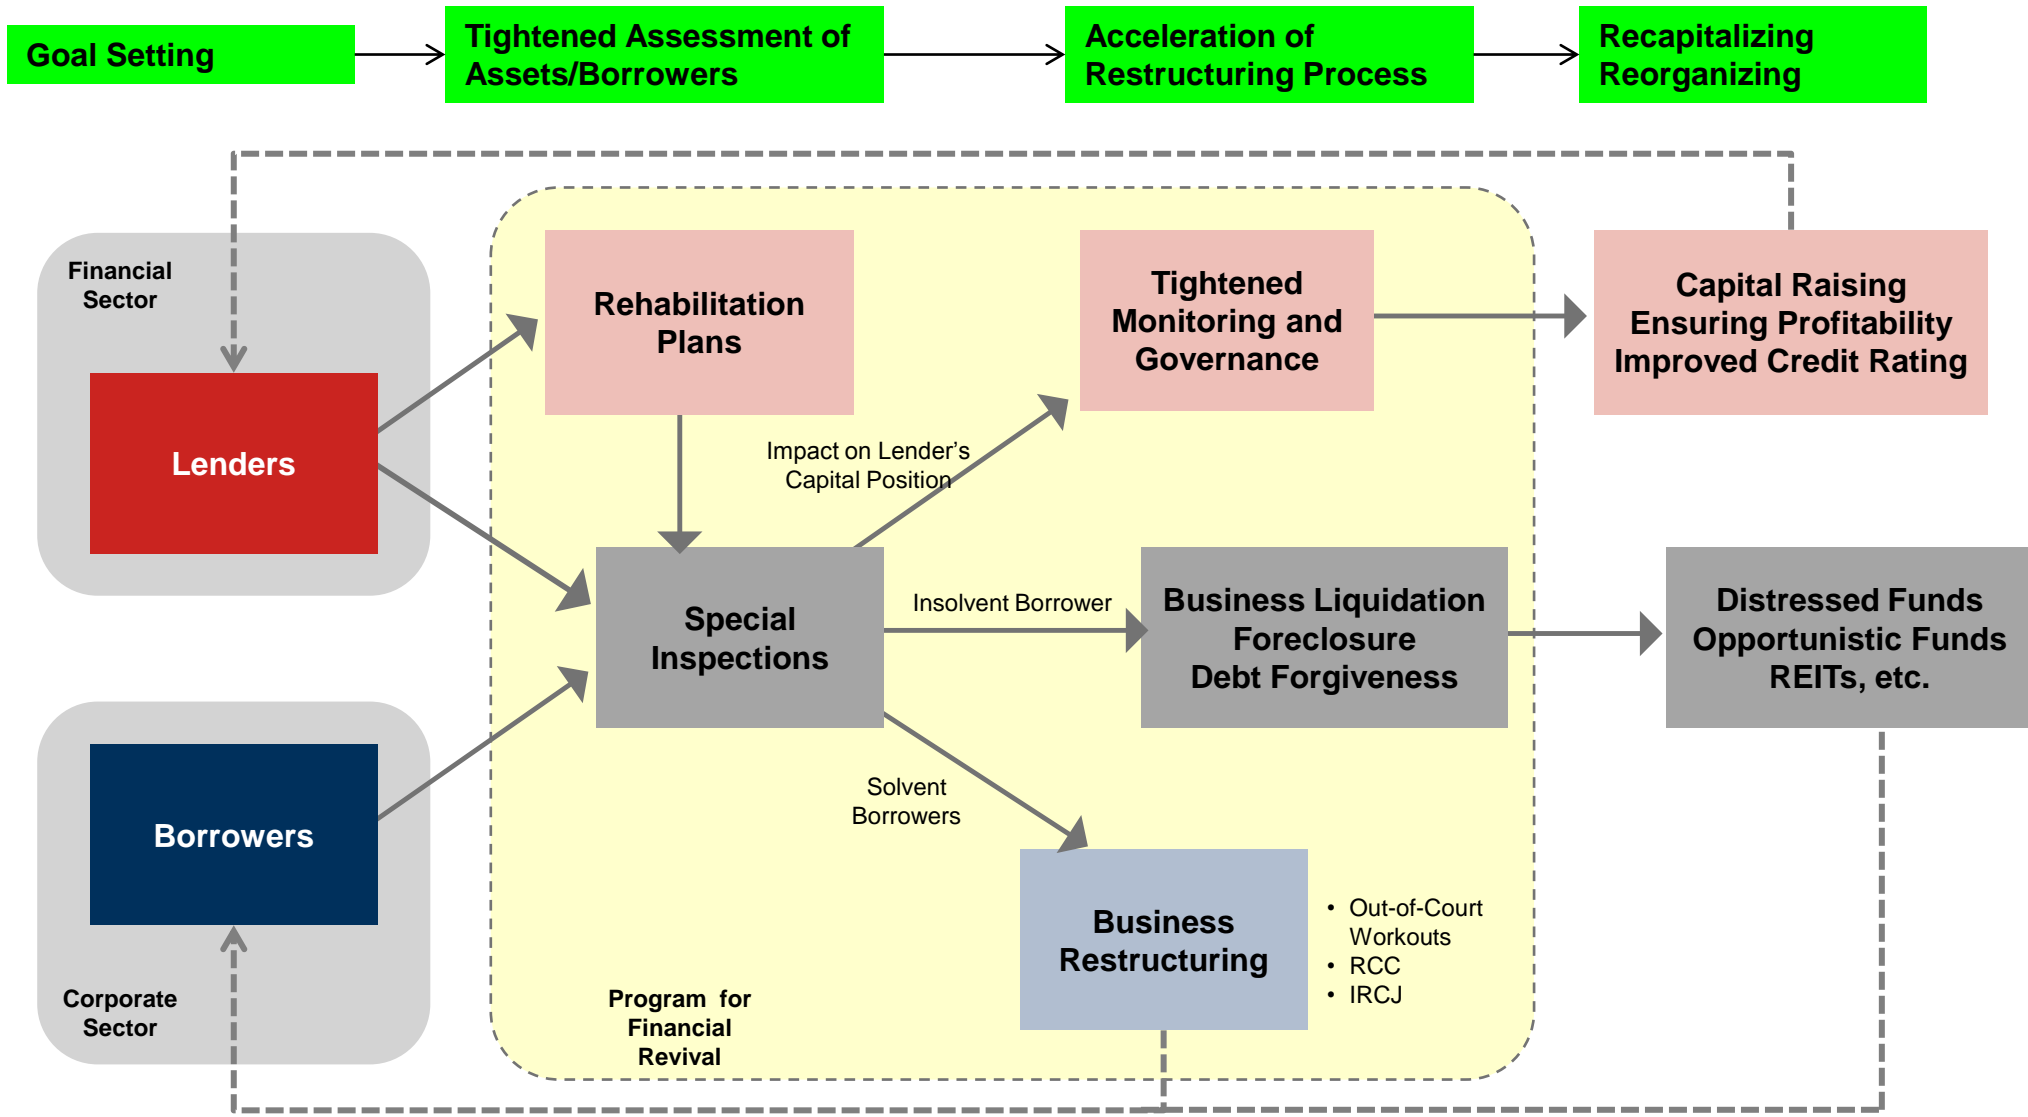 Goal Setting
Tightened Assessment of
Assets/Borrowers
Acceleration of
Restructuring Process
Recapitalizing
Reorganizing
Financial
Sector
Lenders
Rehabilitation
Plans
Tightened
Monitoring and
Governance
Capital Raising
Ensuring Profitability
Improved Credit Rating
Impact on Lender’s
Capital Position
Special
Inspections
Insolvent Borrower
Business Liquidation
Foreclosure
Debt Forgiveness
Distressed Funds
Opportunistic Funds
REITs, etc.
Borrowers
Corporate
Sector
Solvent
Borrowers
Business
Restructuring
• Out-of-Court
Workouts
• RCC
• IRCJ
Program for
Financial
Revival